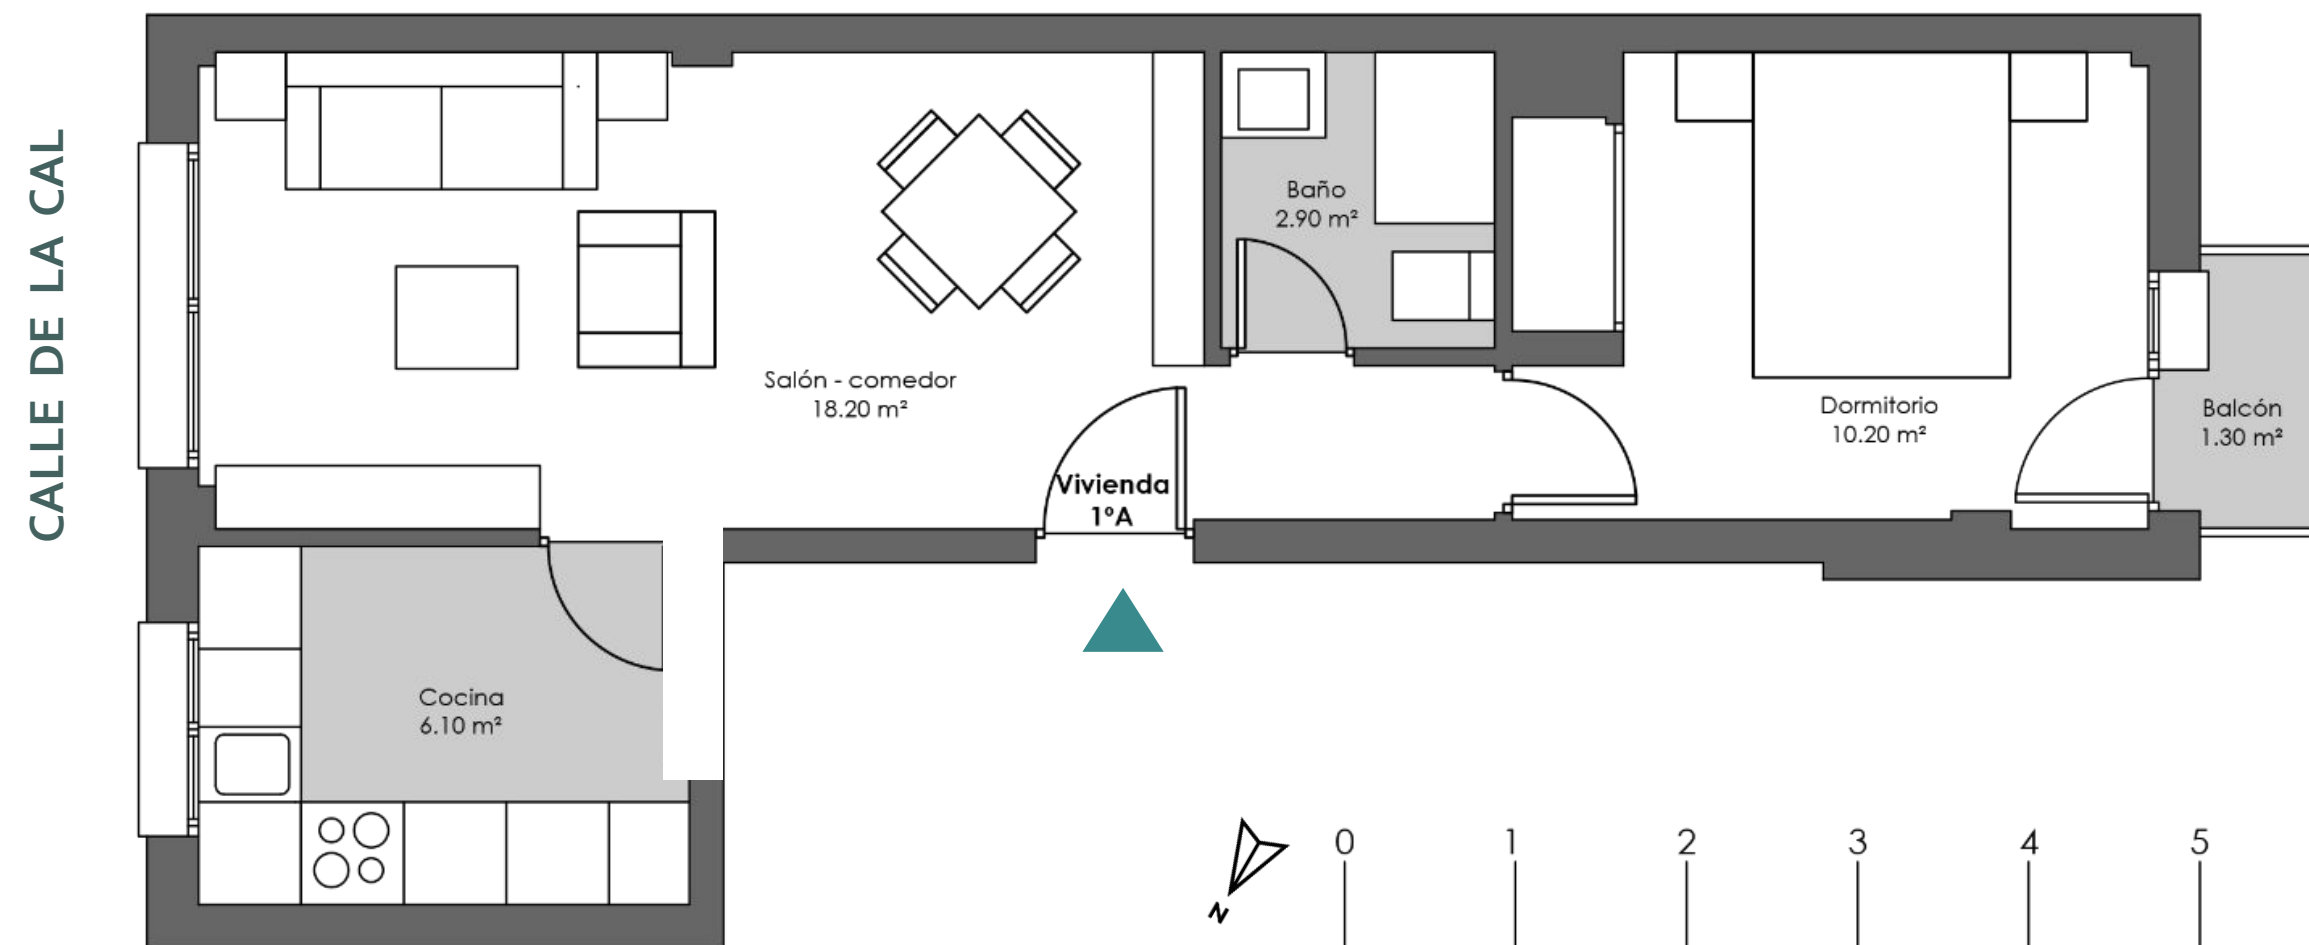 CALLE DE LA CAL
Baño
2.90 m²
Salón - comedor
18.20 m²
Dormitorio
10.20 m²
Balcón
1.30 m²
Vivienda
1ºA
Cocina
6.10 m²
N
0 1 2 3 4 5